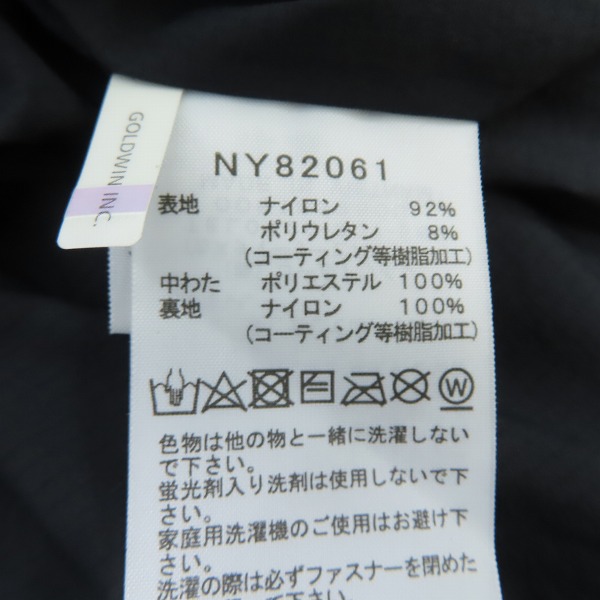 GOLDWIN INC.
NY82061
表地 ナイロン 92%
ポリウレタン 8%
(コーティング等樹脂加工)
中わた ポリエステル 100%
裏地 ナイロン 100%
(コーティング等樹脂加工)
W
色物は他の物と一緒に洗濯しない
で下さい。
蛍光剤入り洗剤は使用しないで下
さい。
家庭用洗濯機のご使用はお避け下
さい。
洗濯の際は必ずファスナーを閉めた